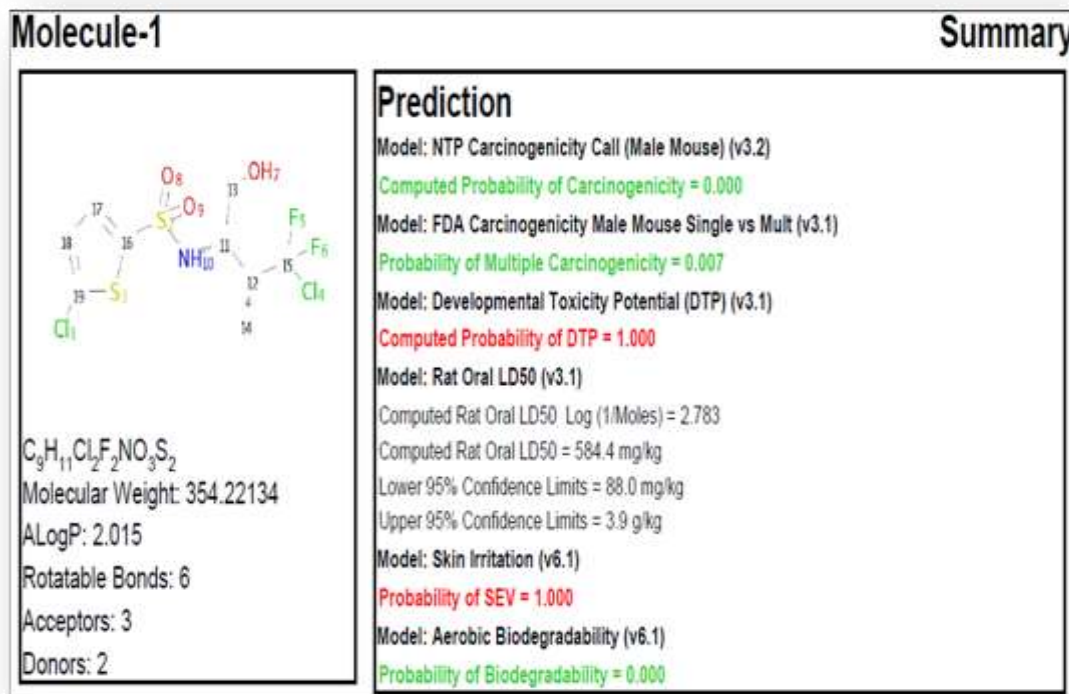 Molecule-1
Summary
O8
OH7
O9
13
17
F5
S2
18
16
11
F6
NH10
15
12
19
S3
Cl4
Cl1
14
C9H11Cl2F2NO3S2
Molecular Weight: 354.22134
ALogP: 2.015
Rotatable Bonds: 6
Acceptors: 3
Donors: 2
Prediction
Model: NTP Carcinogenicity Call (Male Mouse) (v3.2)
Computed Probability of Carcinogenicity = 0.000
Model: FDA Carcinogenicity Male Mouse Single vs Mult (v3.1)
Probability of Multiple Carcinogenicity = 0.007
Model: Developmental Toxicity Potential (DTP) (v3.1)
Computed Probability of DTP = 1.000
Model: Rat Oral LD50 (v3.1)
Computed Rat Oral LD50 Log (1/Moles) = 2.783
Computed Rat Oral LD50 = 584.4 mg/kg
Lower 95% Confidence Limits = 88.0 mg/kg
Upper 95% Confidence Limits = 3.9 g/kg
Model: Skin Irritation (v6.1)
Probability of SEV = 1.000
Model: Aerobic Biodegradability (v6.1)
Probability of Biodegradability = 0.000